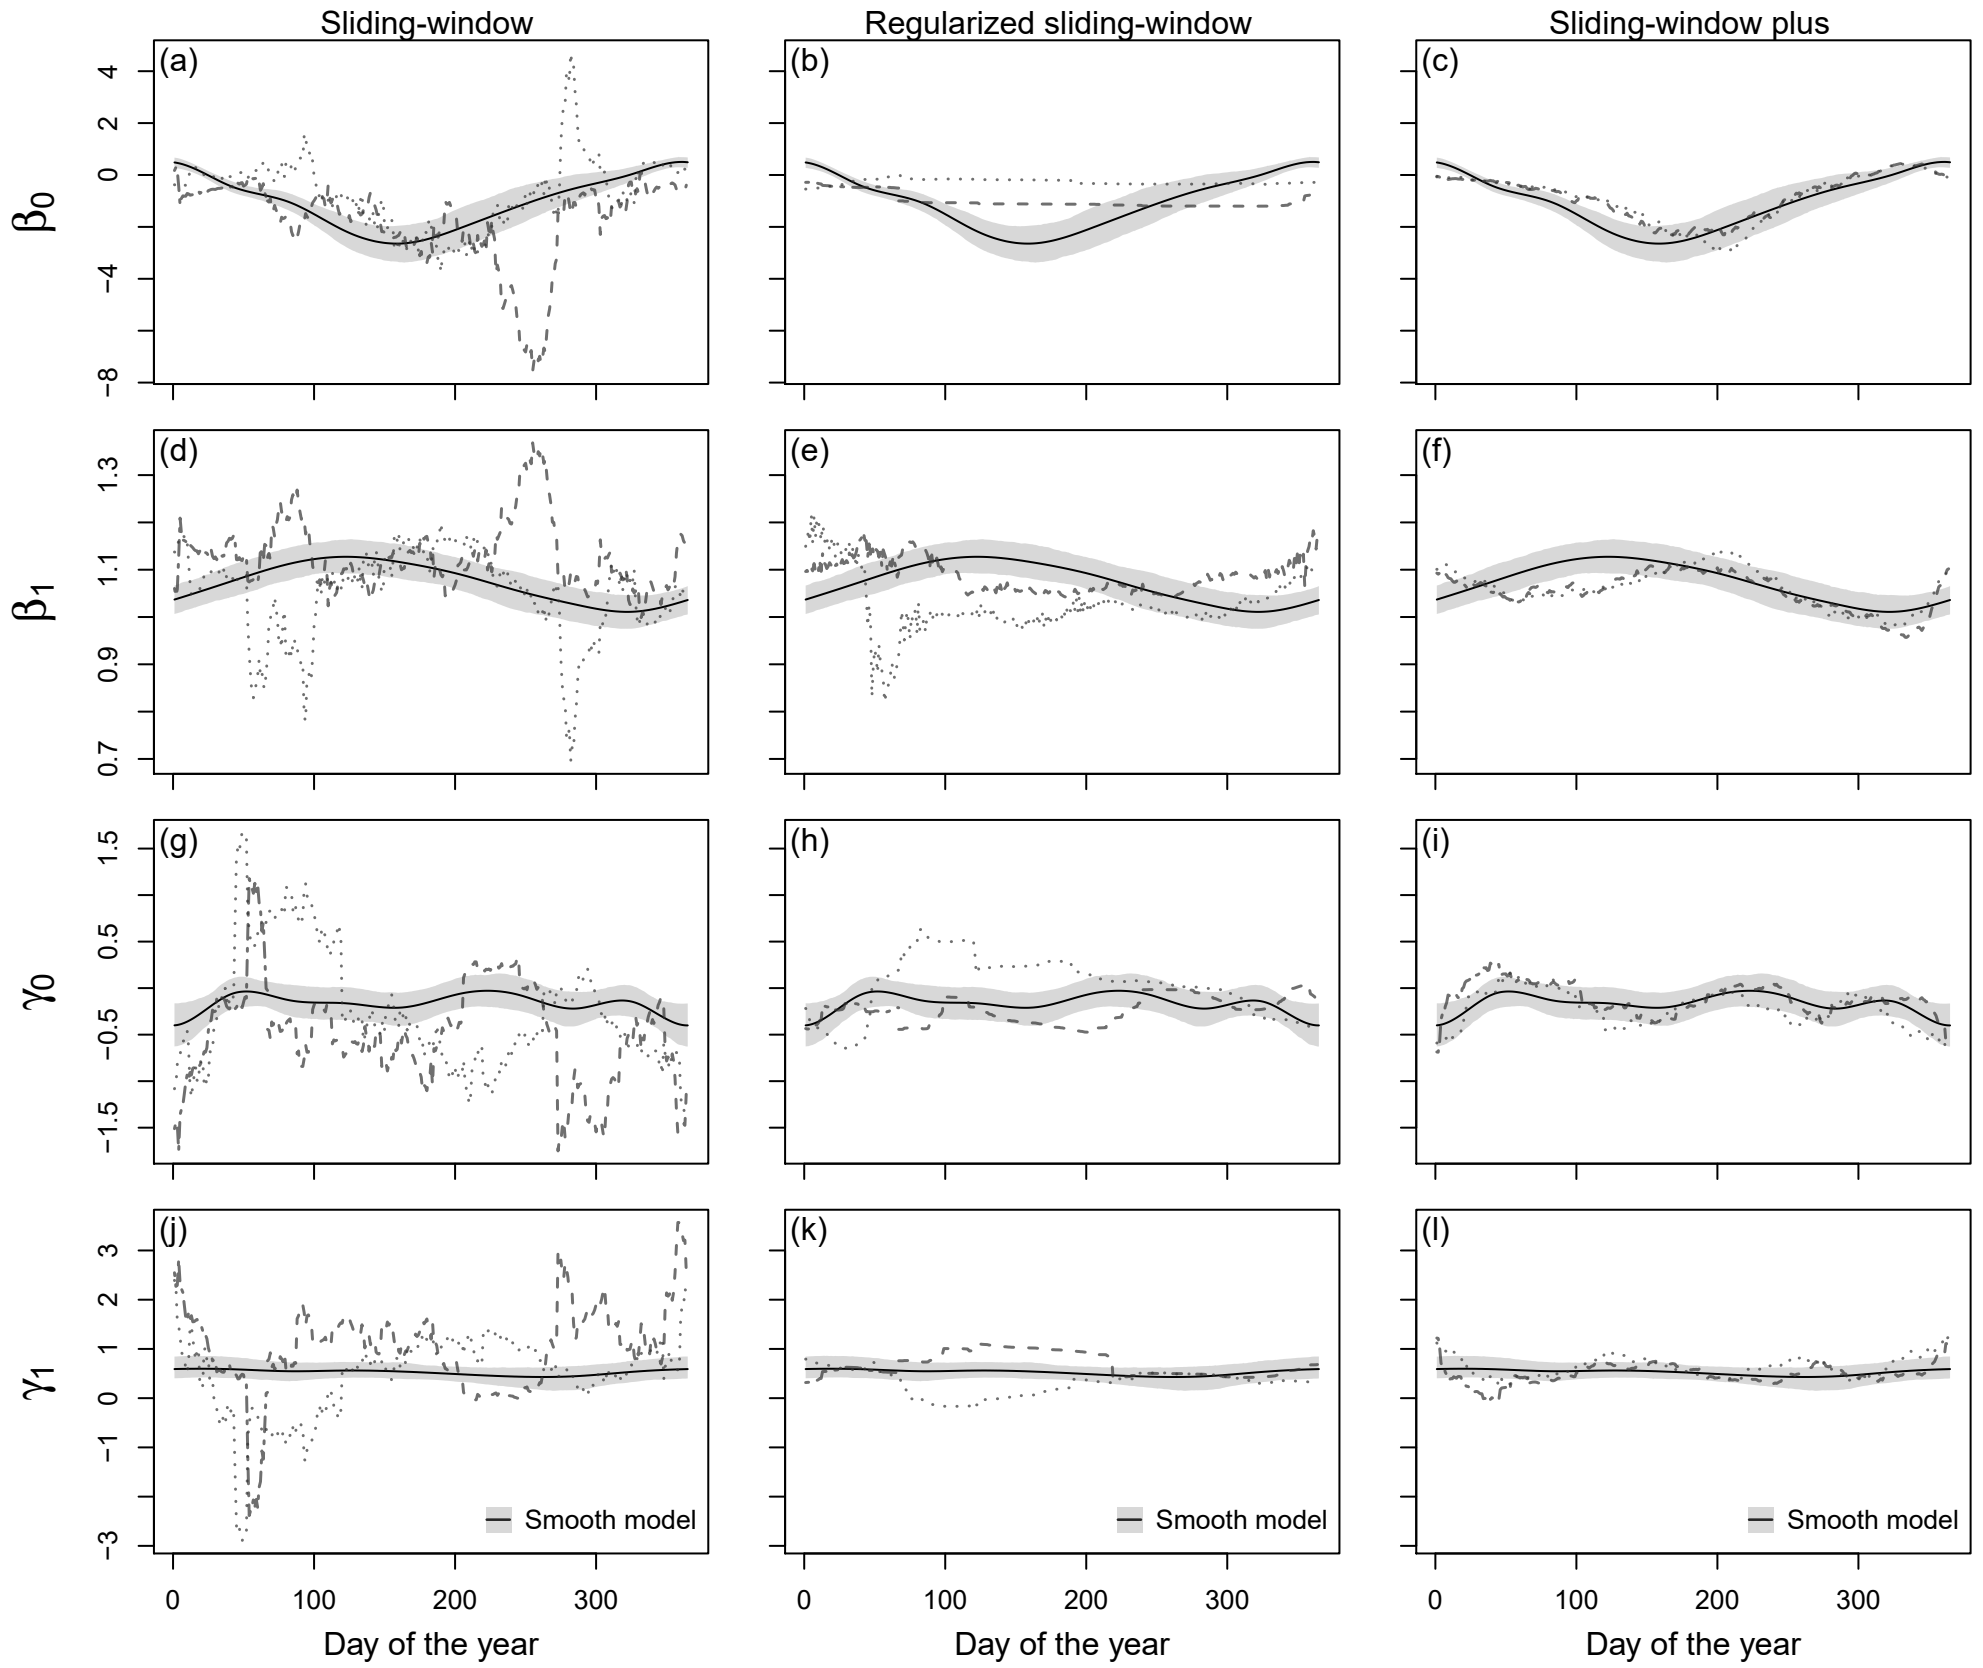 Sliding-window Regularized sliding-window Sliding-window plus
(a) (b) (c)
4
2
0
−4
−8
β0
(d) (e) (f)
1.3
1.1
0.9
0.7
β1
(g) (h) (i)
1.5
0.5
−0.5
−1.5
γ0
(j) (k) (l)
3
2
1
0
−1
−3
γ1
Smooth model Smooth model Smooth model
0 100 200 300 0 100 200 300 0 100 200 300
Day of the year Day of the year Day of the year